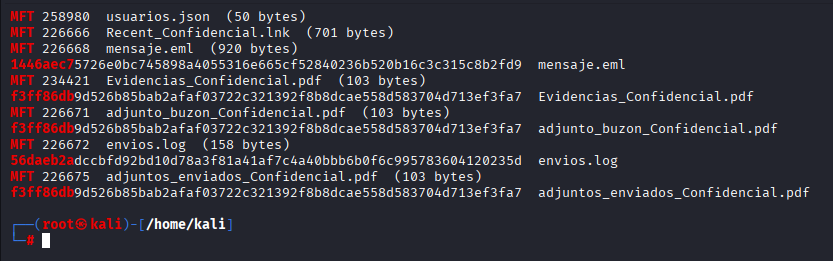 MFT 258980  usuarios.json  (50 bytes)
MFT 226666  Recent_Confidencial.lnk  (701 bytes)
MFT 226668  mensaje.eml  (920 bytes)
1446aec75726e0bc745898a4055316e665cf52840236b520b16c3c315c8b2fd9  mensaje.eml
MFT 234421  Evidencias_Confidencial.pdf  (103 bytes)
f3ff86db9d526b85bab2afaf03722c321392f8b8dcae558d583704d713ef3fa7  Evidencias_Confidencial.pdf
MFT 226671  adjunto_buzon_Confidencial.pdf  (103 bytes)
f3ff86db9d526b85bab2afaf03722c321392f8b8dcae558d583704d713ef3fa7  adjunto_buzon_Confidencial.pdf
MFT 226672  envios.log  (158 bytes)
56daeb2adccbfd92bd10d78a3f81a41af7c4a40bbb6b0f6c995783604120235d  envios.log
MFT 226675  adjuntos_enviados_Confidencial.pdf  (103 bytes)
f3ff86db9d526b85bab2afaf03722c321392f8b8dcae558d583704d713ef3fa7  adjuntos_enviados_Confidencial.pdf
┌──(root㉿kali)-[/home/kali]
└─#